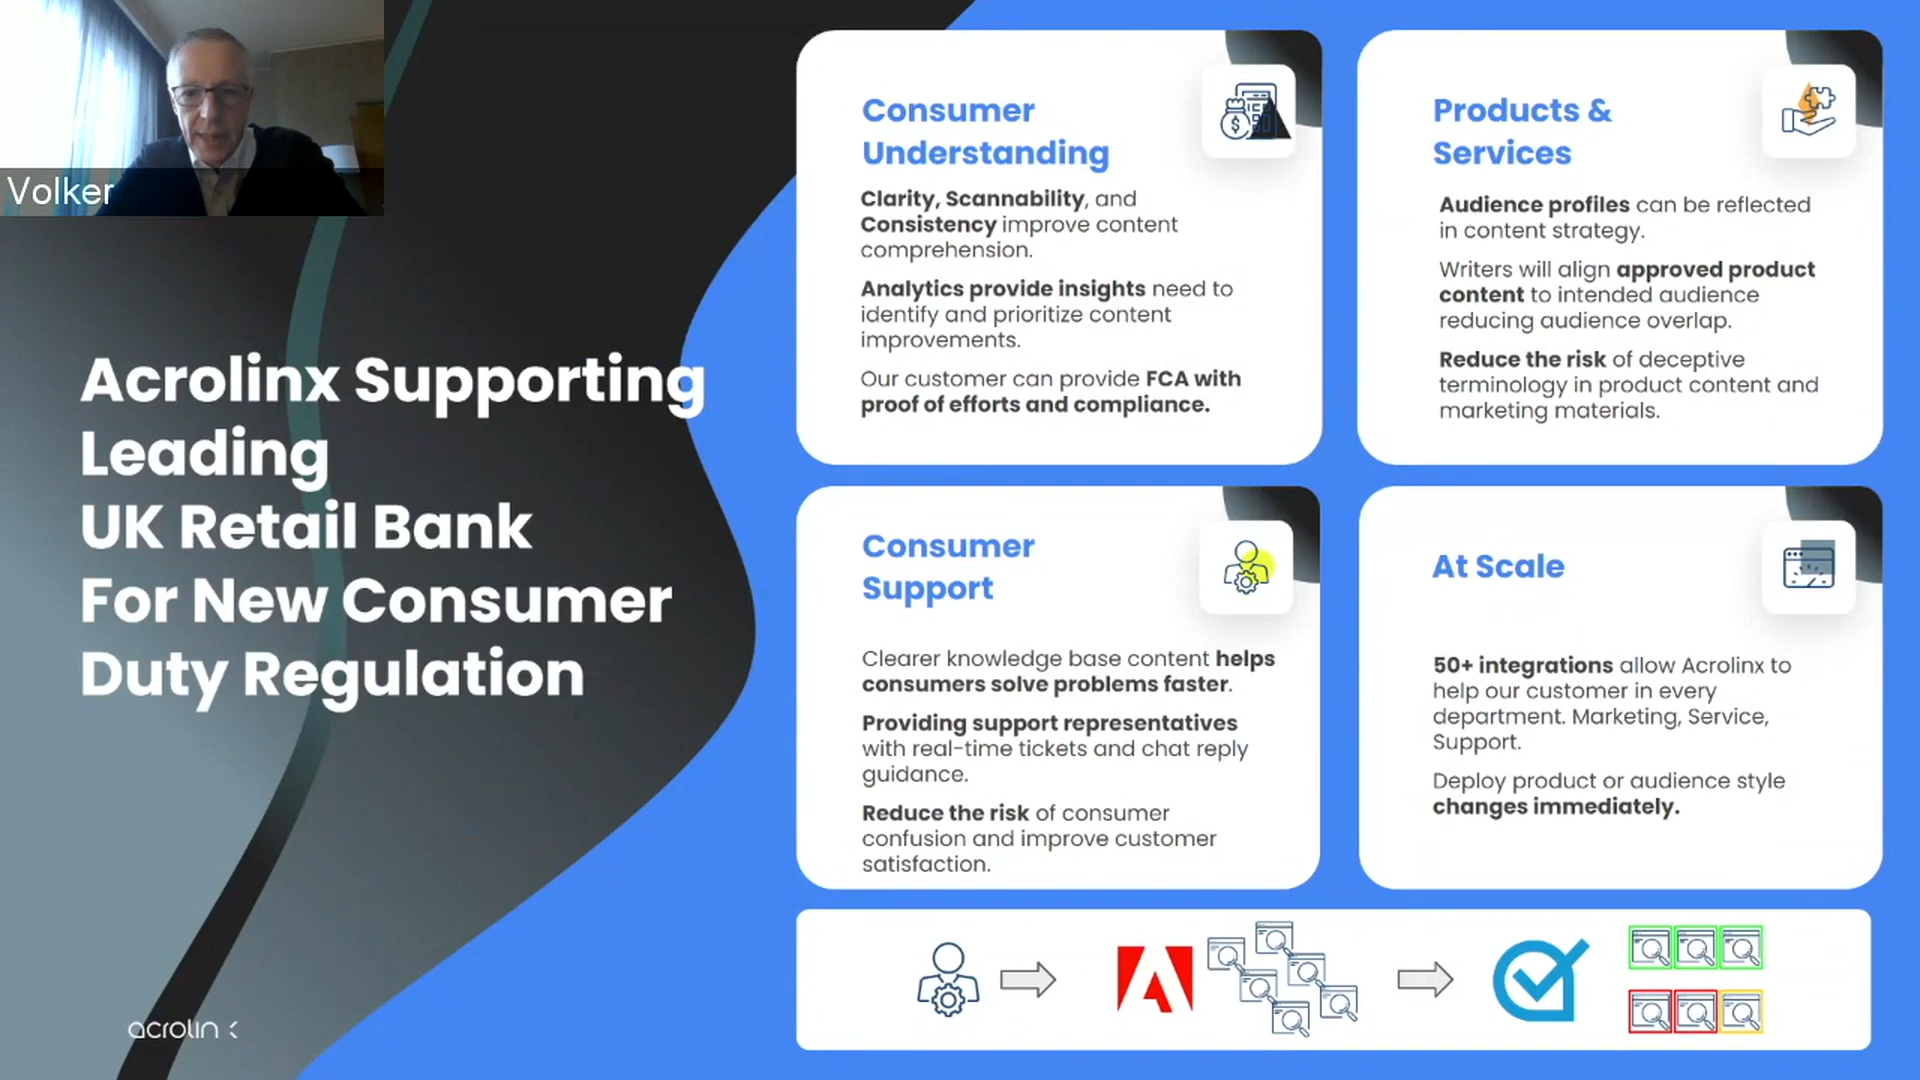 Volker
Acrolinx Supporting
Leading
UK Retail Bank
For New Consumer
Duty Regulation
acrolin
Consumer
Understanding
Clarity, Scannability, and
Consistency improve content
comprehension.
Analytics provide insights need to
identify and prioritize content
improvements.
Our customer can provide FCA with
proof of efforts and compliance.
Products &
Services
Audience profiles can be reflected
in content strategy.
Writers will align approved product
content to intended audience
reducing audience overlap.
Reduce the risk of deceptive
terminology in product content and
marketing materials.
Consumer
Support
Clearer knowledge base content helps
consumers solve problems faster.
Providing support representatives
with real-time tickets and chat reply
guidance.
Reduce the risk of consumer
confusion and improve customer
satisfaction.
At Scale
50+ integrations allow Acrolinx to
help our customer in every
department. Marketing, Service,
Support.
Deploy product or audience style
changes immediately.